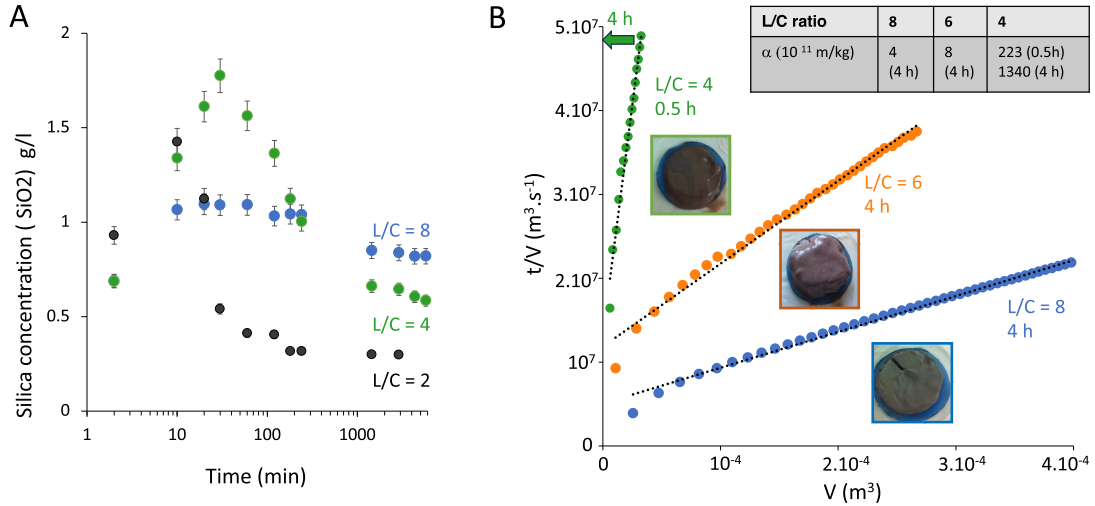 A
Silica concentration ( SiO2) g/l
2
1.5
1
0.5
0
1
10
100
1000
Time (min)
L/C = 8
L/C = 4
L/C = 2
B
t/V (m³.s⁻¹)
5.10⁷
4.10⁷
3.10⁷
2.10⁷
10⁷
0
0
10⁻⁴
2.10⁻⁴
3.10⁻⁴
4.10⁻⁴
V (m³)
4 h
L/C = 4
0.5 h
L/C = 6
4 h
L/C = 8
4 h
L/C ratio 8 6 4
α (10 ¹¹ m/kg) 4 8 223 (0.5h)
(4 h) (4 h) 1340 (4 h)